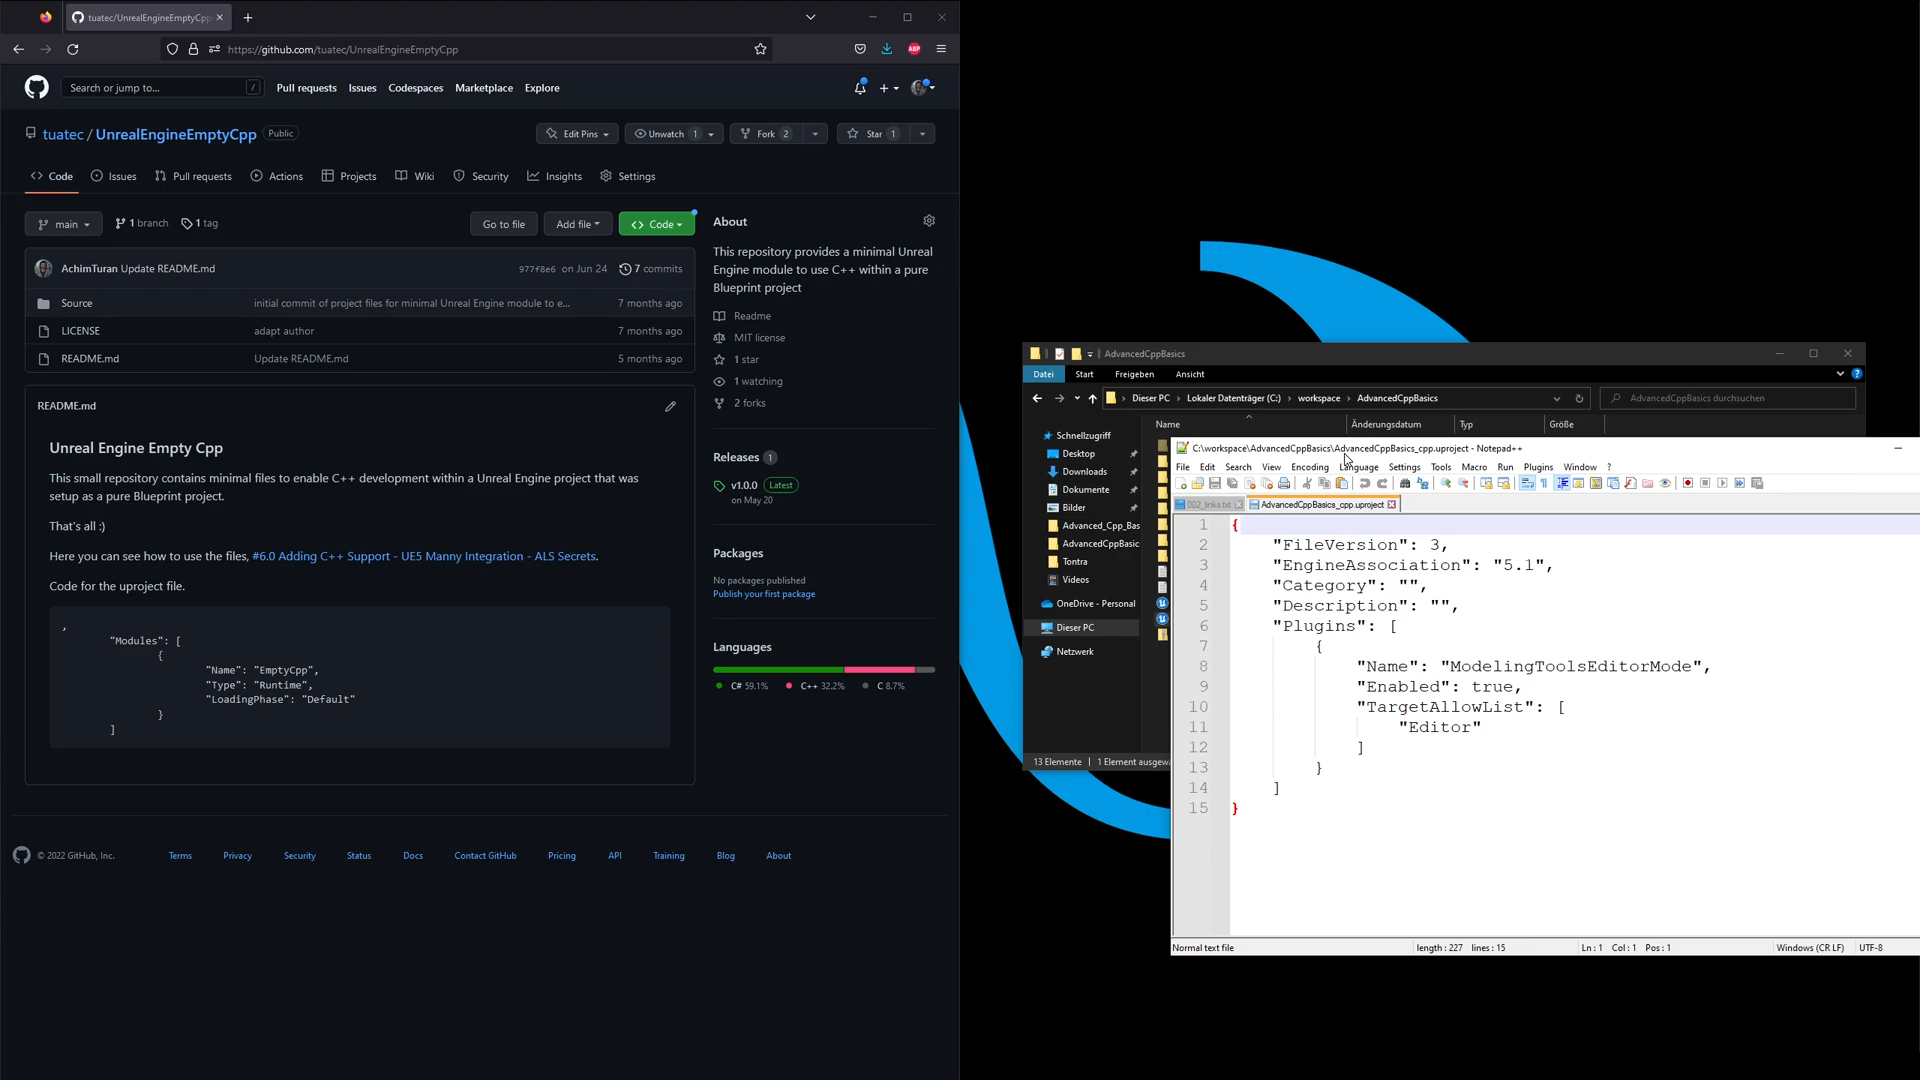 tuatec/UnrealEngineEmptyCpp
https://github.com/tuatec/UnrealEngineEmptyCpp
ABP
Search or jump to...
/
Pull requests
Issues
Codespaces
Marketplace
Explore
tuatec / UnrealEngineEmptyCpp
Public
Edit Pins
Unwatch 1
Fork 2
Star 1
Code
Issues
Pull requests
Actions
Projects
Wiki
Security
Insights
Settings
main
1 branch
1 tag
Go to file
Add file
Code
AchimTuran Update README.md
977f8e6 on Jun 24
7 commits
Source
initial commit of project files for minimal Unreal Engine module to e...
7 months ago
LICENSE
adapt author
7 months ago
README.md
Update README.md
5 months ago
README.md
Unreal Engine Empty Cpp
This small repository contains minimal files to enable C++ development within a Unreal Engine project that was
setup as a pure Blueprint project.
That's all :)
Here you can see how to use the files, #6.0 Adding C++ Support - UE5 Manny Integration - ALS Secrets.
Code for the uproject file.
,
"Modules": [
{
"Name": "EmptyCpp",
"Type": "Runtime",
"LoadingPhase": "Default"
}
]
About
This repository provides a minimal Unreal
Engine module to use C++ within a pure
Blueprint project
Readme
MIT license
1 star
1 watching
2 forks
Releases 1
v1.0.0 Latest
on May 20
Packages
No packages published
Publish your first package
Languages
C# 59.1%
C++ 32.2%
C 8.7%
© 2022 GitHub, Inc.
Terms
Privacy
Security
Status
Docs
Contact GitHub
Pricing
API
Training
Blog
About
AdvancedCppBasics
Datei
Start
Freigeben
Ansicht
?
Dieser PC
Lokaler Datenträger (C:)
workspace
AdvancedCppBasics
AdvancedCppBasics durchsuchen
Name
Änderungsdatum
Typ
Größe
Schnellzugriff
Desktop
Downloads
Dokumente
Bilder
Advanced_Cpp_Bas
AdvancedCppBasic
Tontra
Videos
OneDrive - Personal
Dieser PC
Netzwerk
13 Elemente
1 Element ausgewä
C:\workspace\AdvancedCppBasics\AdvancedCppBasics_cpp.uproject - Notepad++
File
Edit
Search
View
Encoding
Language
Settings
Tools
Macro
Run
Plugins
Window
?
002_links.txt
AdvancedCppBasics_cpp.uproject
1 {
2 "FileVersion": 3,
3 "EngineAssociation": "5.1",
4 "Category": "",
5 "Description": "",
6 "Plugins": [
7 {
8 "Name": "ModelingToolsEditorMode",
9 "Enabled": true,
10 "TargetAllowList": [
11 "Editor"
12 ]
13 }
14 ]
15 }
Normal text file
length : 227 lines : 15
Ln : 1 Col : 1 Pos : 1
Windows (CR LF)
UTF-8